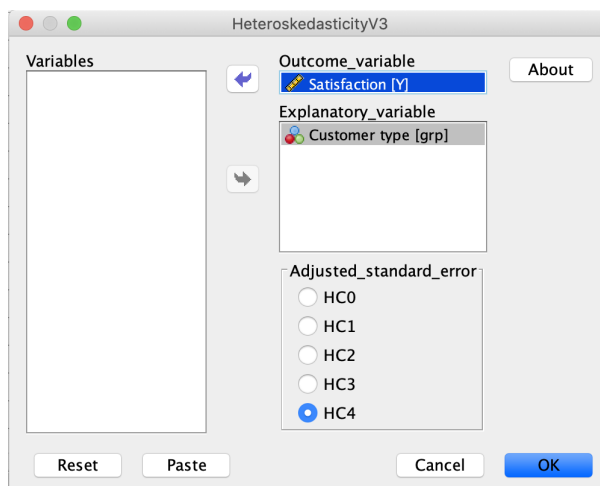 HeteroskedasticityV3
Variables
Outcome_variable
Satisfaction [Y]
About
Explanatory_variable
Customer type [grp]
Adjusted_standard_error
HC0
HC1
HC2
HC3
HC4
Reset
Paste
Cancel
OK